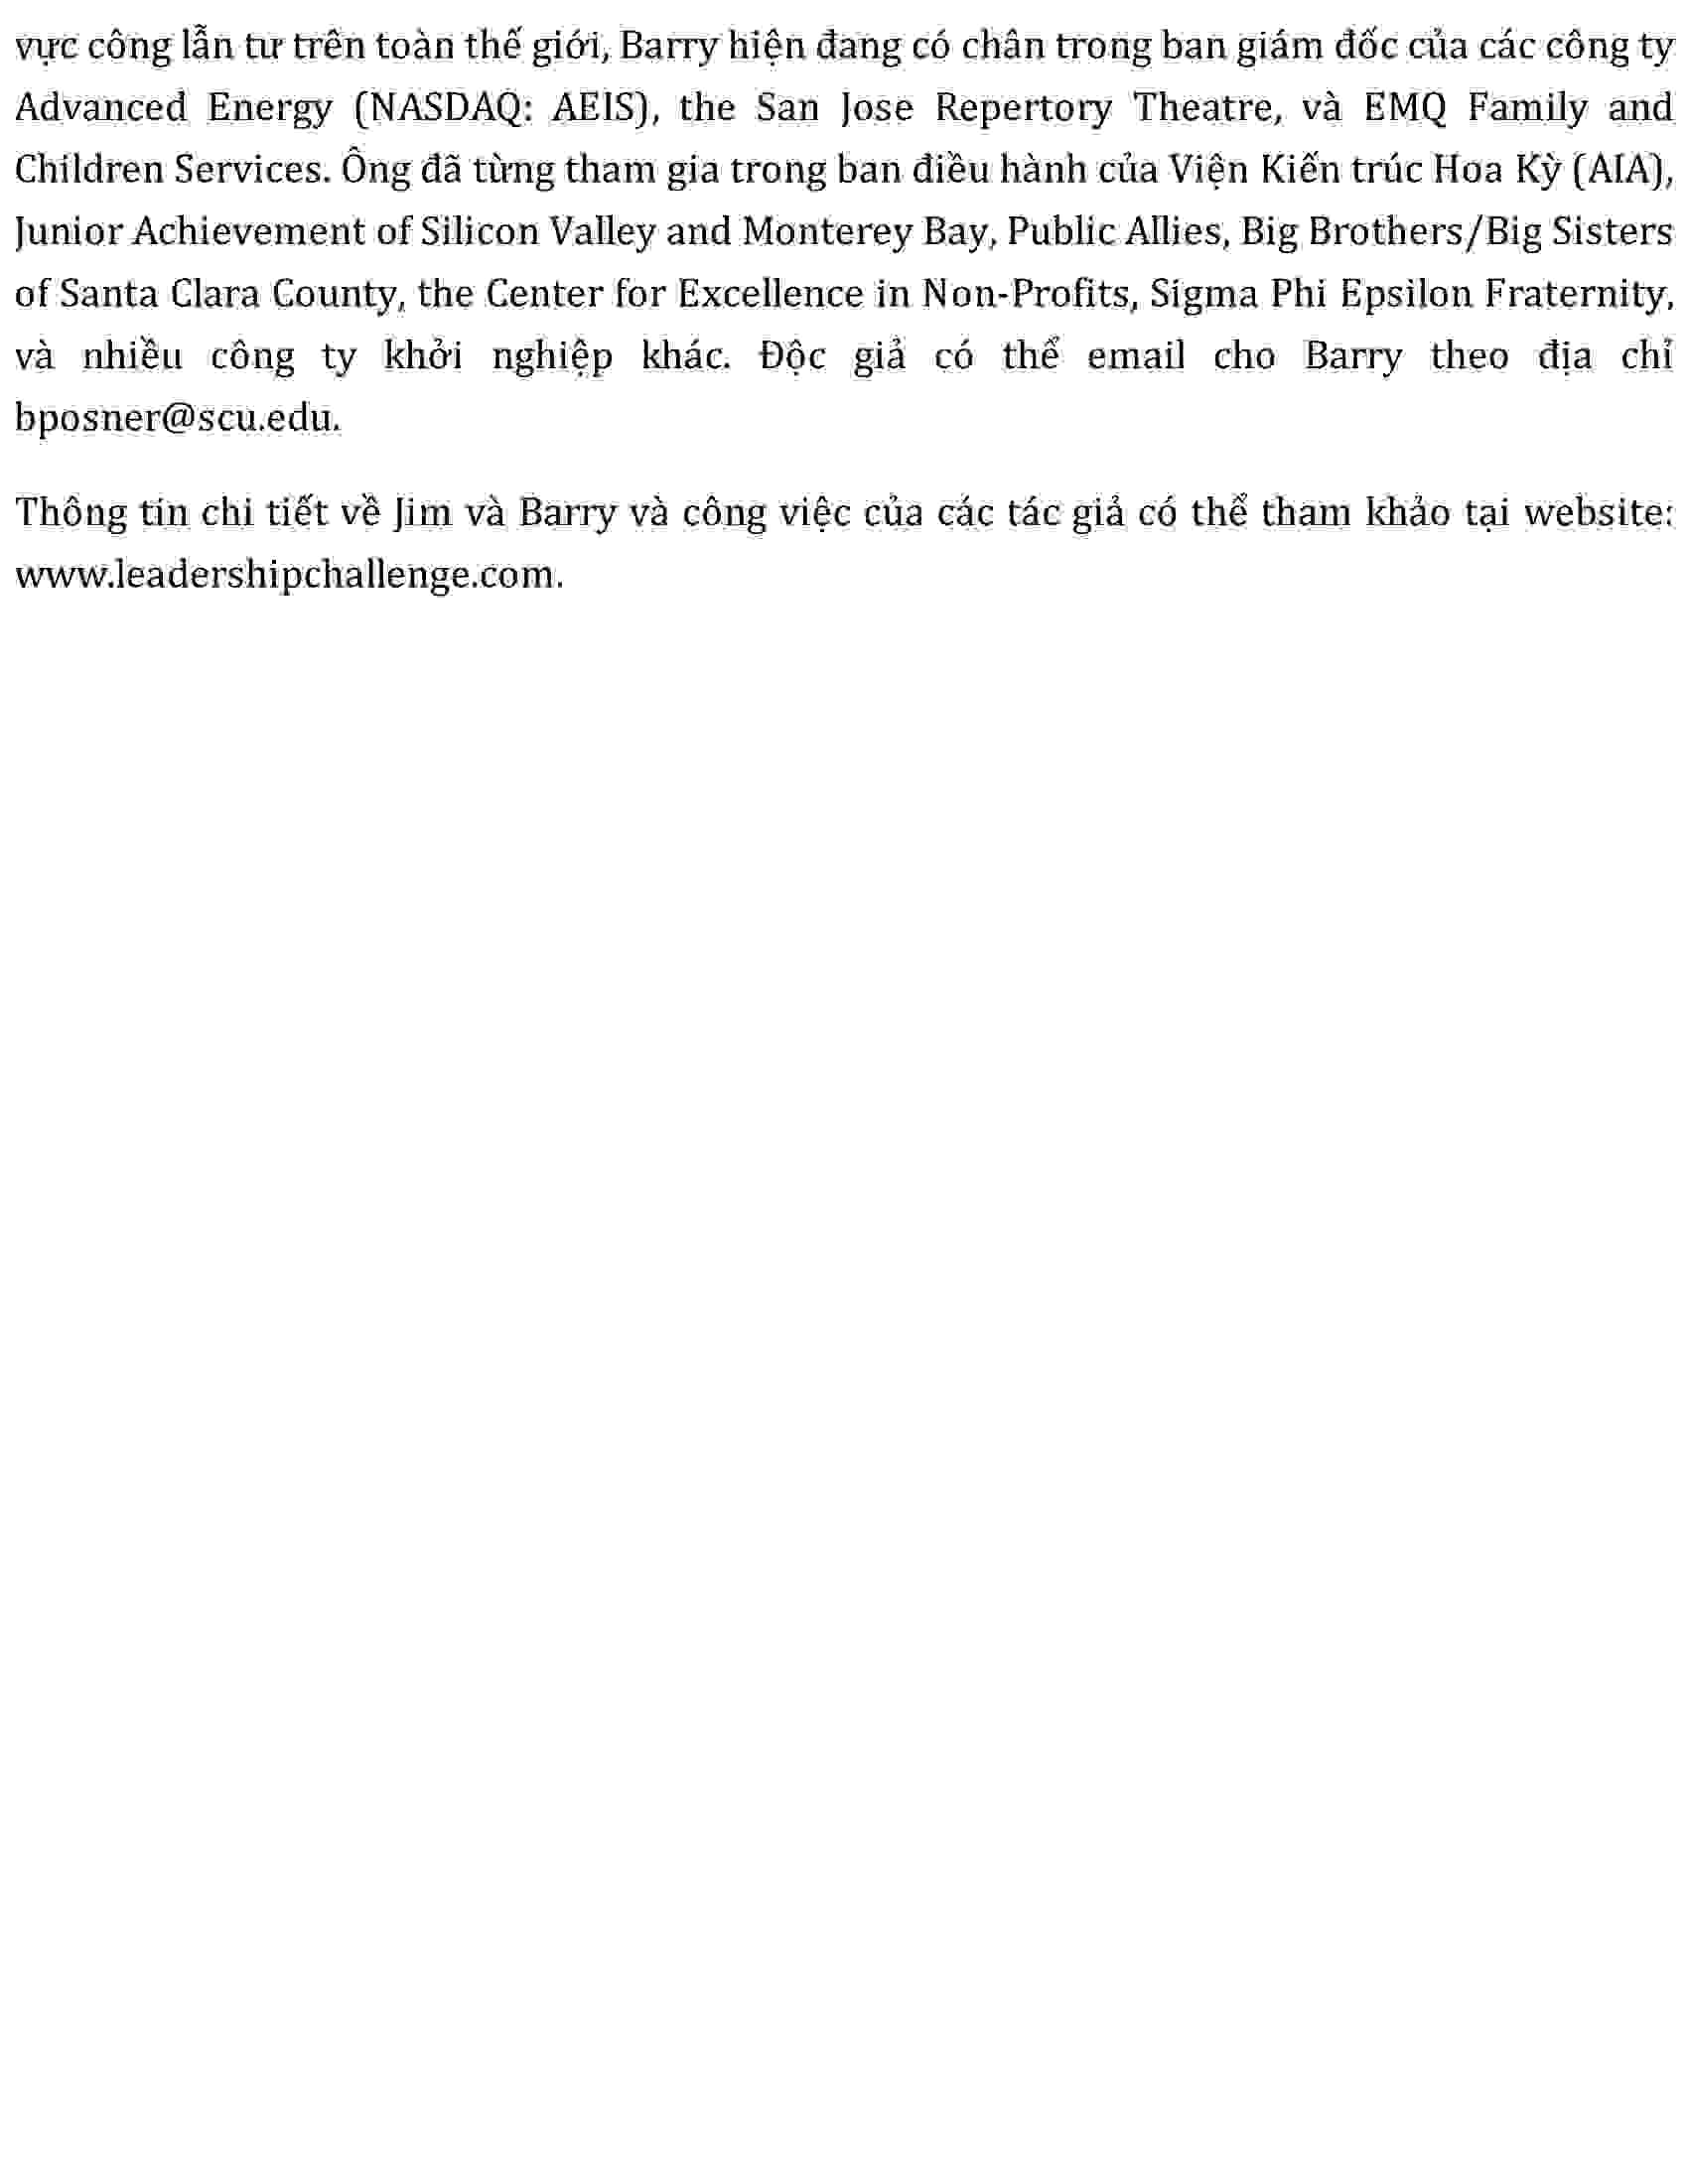 vực công lẫn tư trên toàn thế giới, Barry hiện đang có chân trong ban giám đốc của các công ty
Advanced Energy (NASDAQ: AEIS), the San Jose Repertory Theatre, và EMQ Family and
Children Services. Ông đã từng tham gia trong ban điều hành của Viện Kiến trúc Hoa Kỳ (AIA),
Junior Achievement of Silicon Valley and Monterey Bay, Public Allies, Big Brothers/Big Sisters
of Santa Clara County, the Center for Excellence in Non-Profits, Sigma Phi Epsilon Fraternity,
và nhiều công ty khởi nghiệp khác. Độc giả có thể email cho Barry theo địa chỉ
bposner@scu.edu.
Thông tin chi tiết về Jim và Barry và công việc của các tác giả có thể tham khảo tại website:
www.leadershipchallenge.com.